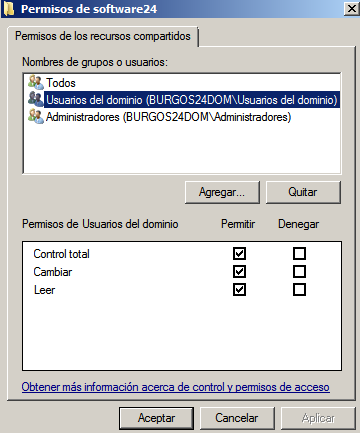 Permisos de software24
Permisos de los recursos compartidos
Nombres de grupos o usuarios:
Todos
Usuarios del dominio (BURGOS24DOM\Usuarios del dominio)
Administradores (BURGOS24DOM\Administradores)
Agregar...
Quitar
Permisos de Usuarios del dominio Permitir Denegar
Control total
Cambiar
Leer
Obtener más información acerca de control y permisos de acceso
Aceptar
Cancelar
Aplicar